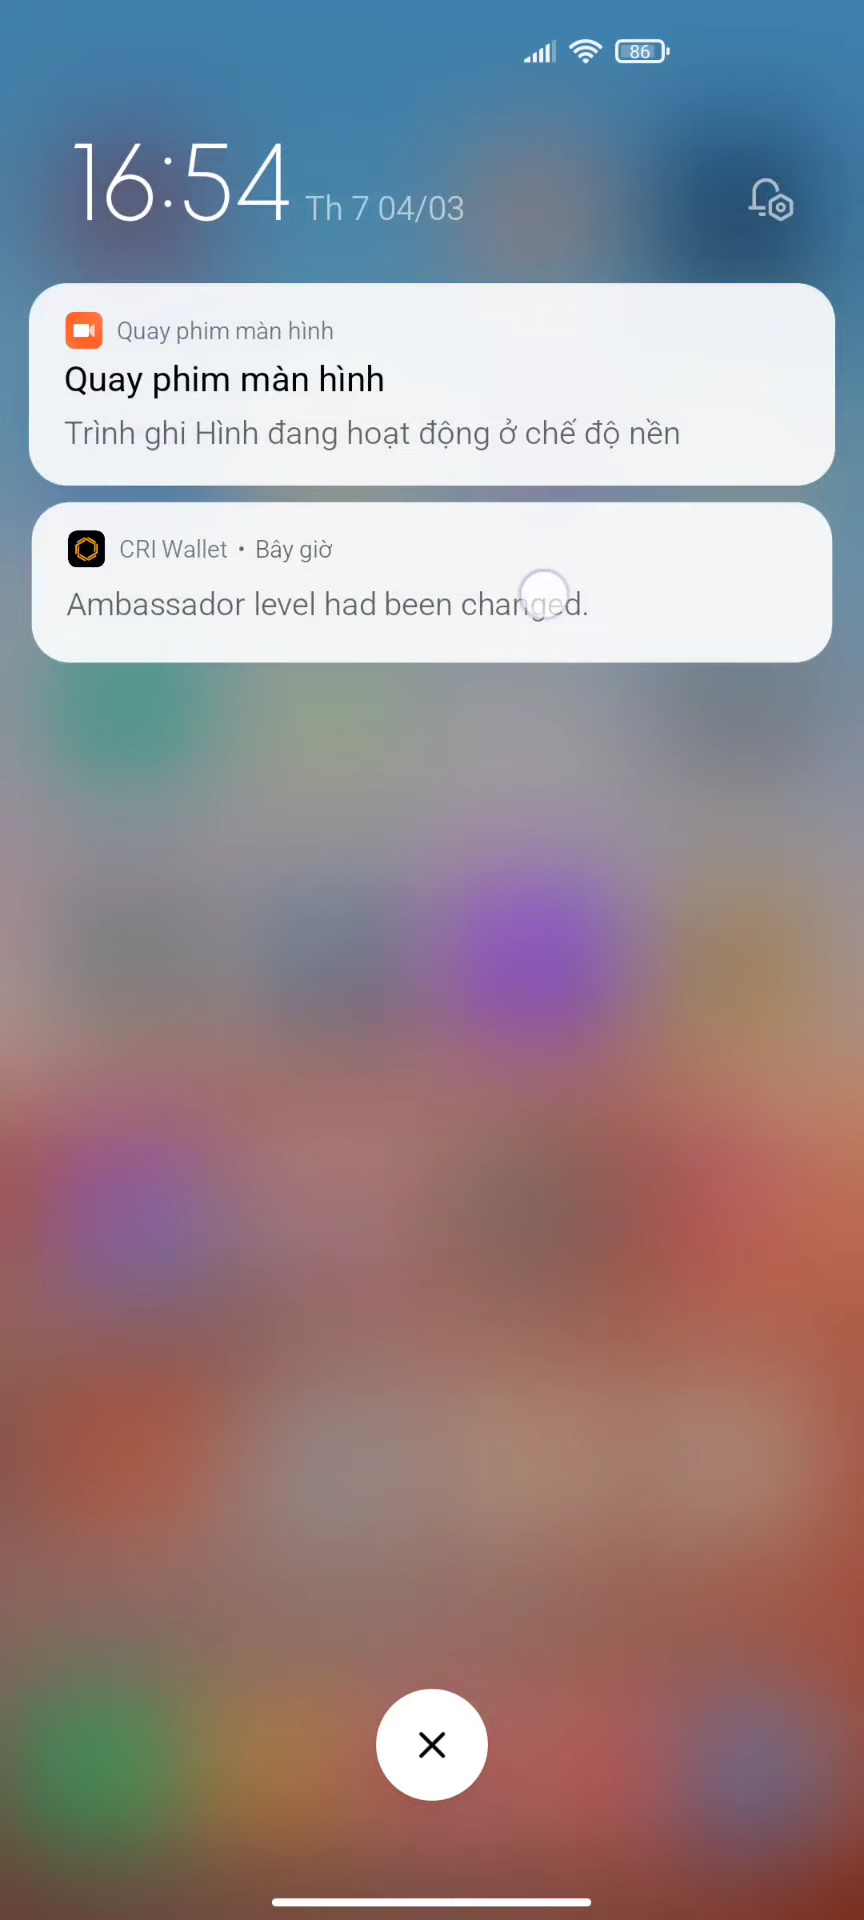 86
16:54 Th 7 04/03
Quay phim màn hình
Quay phim màn hình
Trình ghi Hình đang hoạt động ở chế độ nền
CRI Wallet • Bây giờ
Ambassador level had been changed.